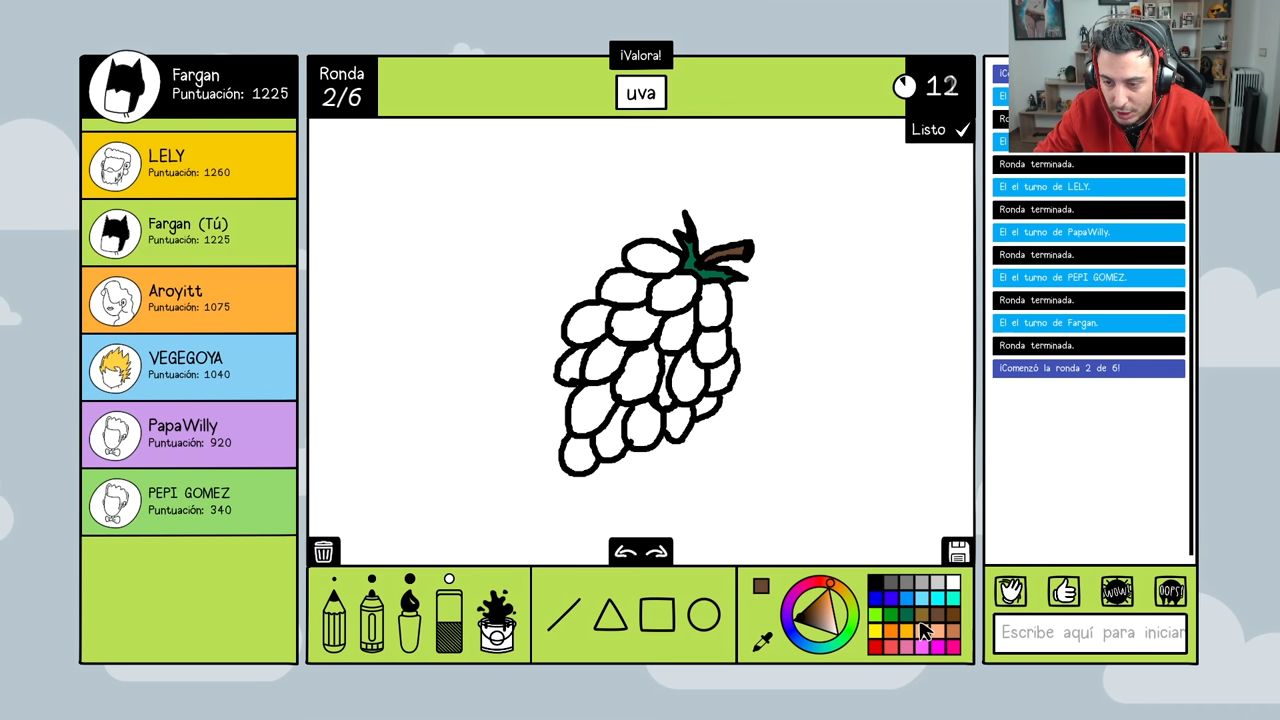 Fargan
Puntuación: 1225
LELY
Puntuación: 1260
Fargan (Tú)
Puntuación: 1225
Aroyitt
Puntuación: 1075
VEGEGOYA
Puntuación: 1040
PapaWilly
Puntuación: 920
PEPI GOMEZ
Puntuación: 340
Ronda
2/6
¡Valora!
uva
12
Listo
Ronda terminada.
El el turno de LELY.
Ronda terminada.
El el turno de PapaWilly.
Ronda terminada.
El el turno de PEPI GOMEZ.
Ronda terminada.
El el turno de Fargan.
Ronda terminada.
¡Comenzó la ronda 2 de 6!
WOW!
OOPS!
Escribe aquí para iniciar